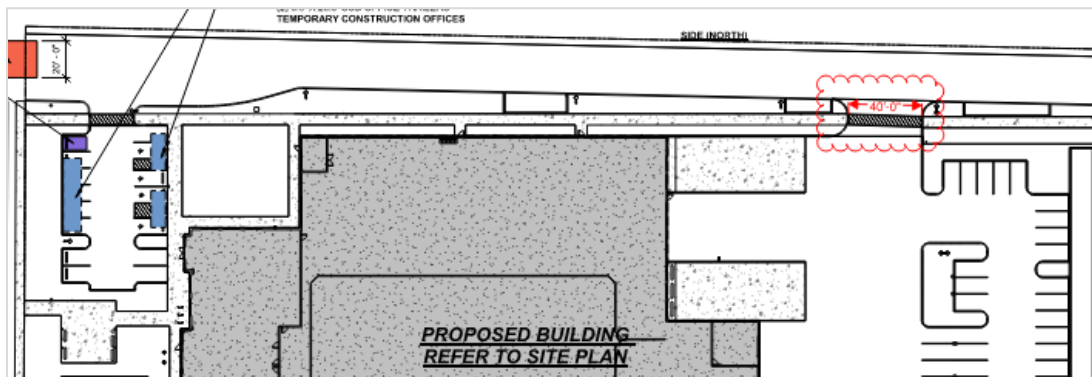 TEMPORARY CONSTRUCTION OFFICES
SIDE (NORTH)
20' - 0"
40'-0"
PROPOSED BUILDING
REFER TO SITE PLAN